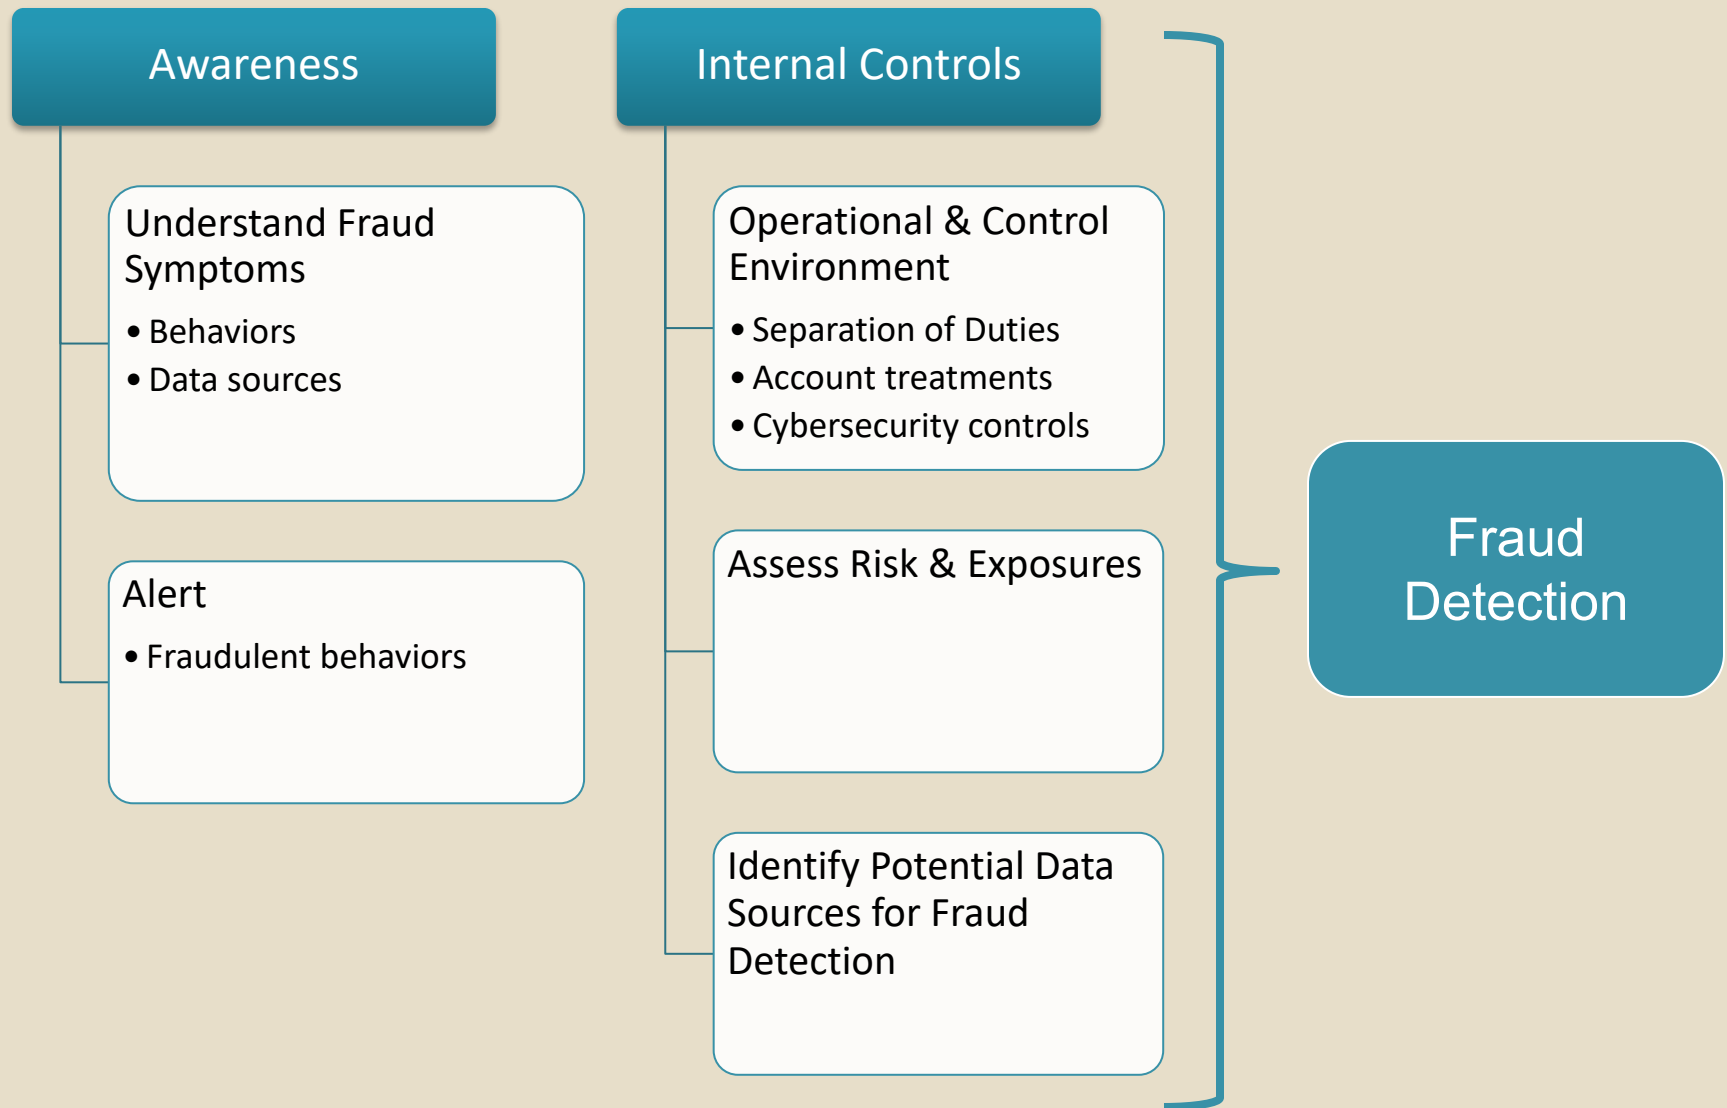 Awareness
Understand Fraud
Symptoms
• Behaviors
• Data sources
Alert
• Fraudulent behaviors
Internal Controls
Operational & Control
Environment
• Separation of Duties
• Account treatments
• Cybersecurity controls
Assess Risk & Exposures
Identify Potential Data
Sources for Fraud
Detection
Fraud
Detection